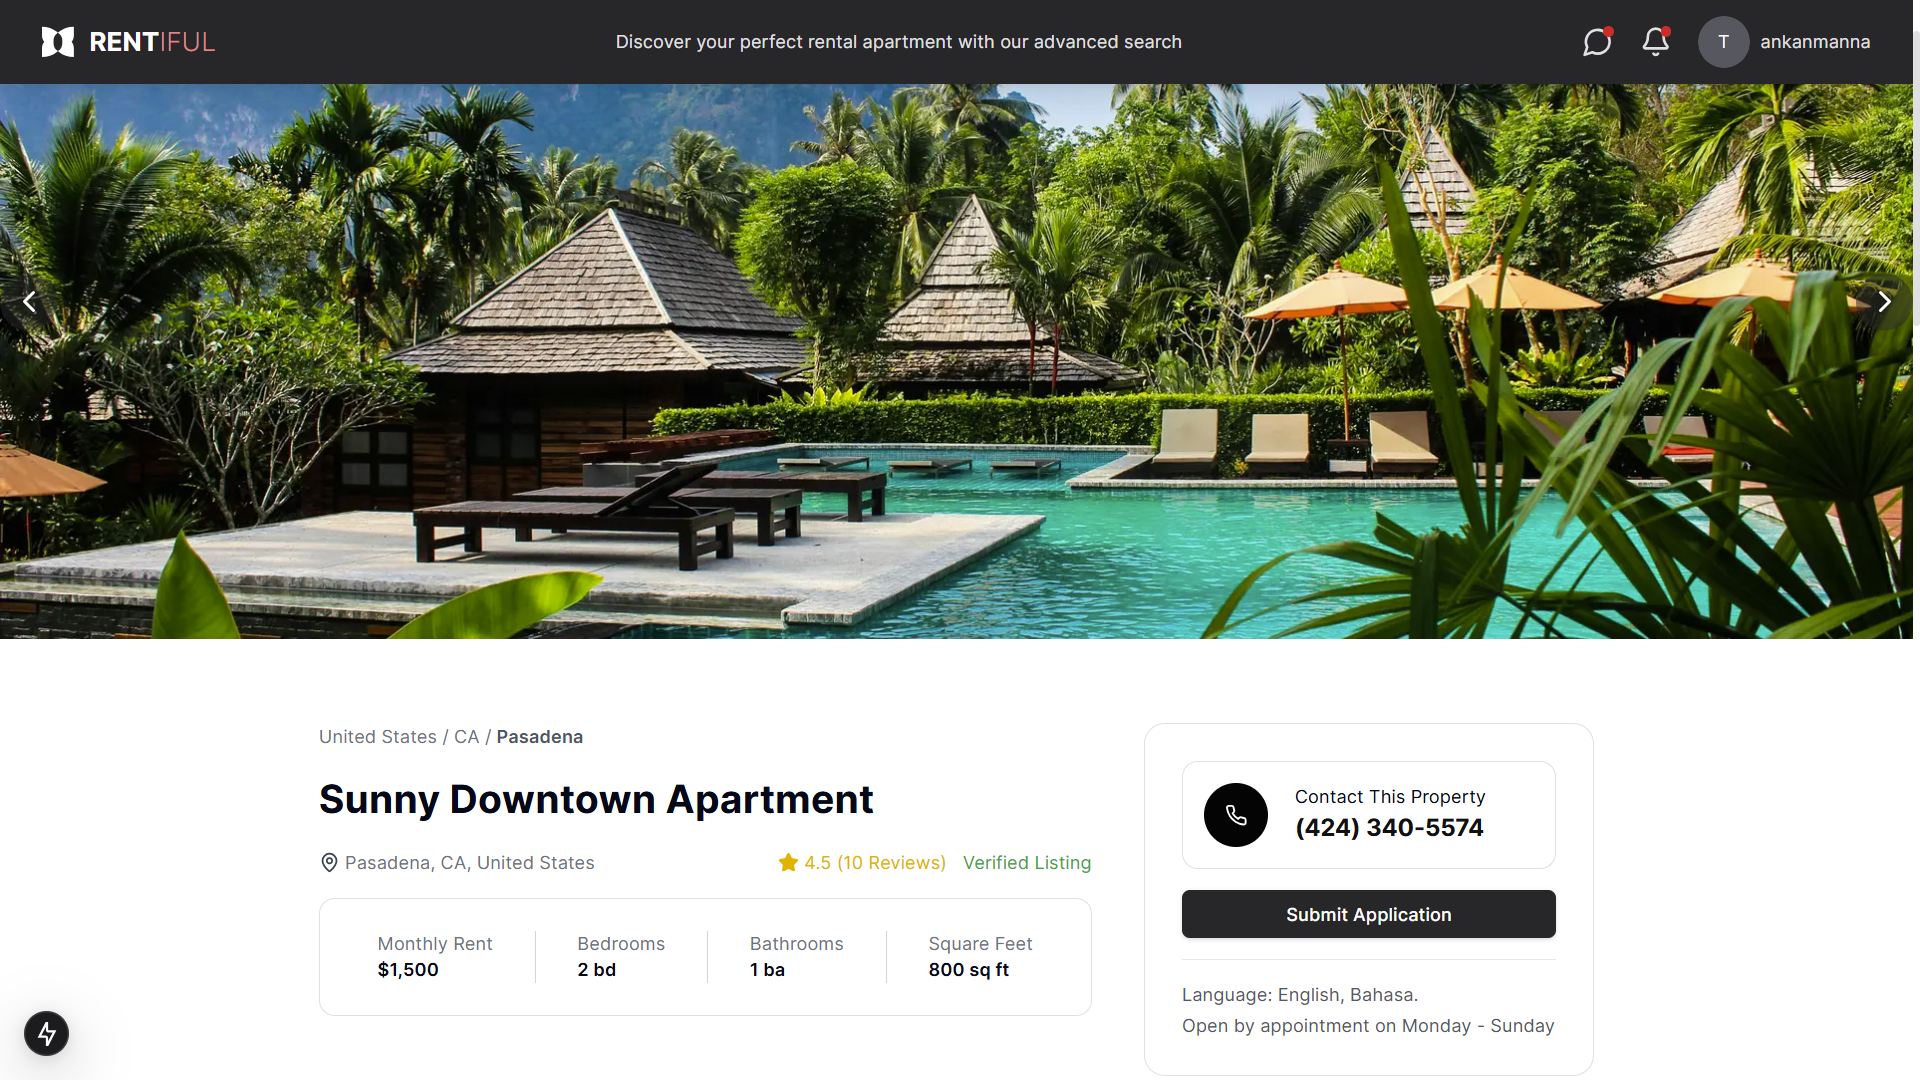 RENTIFUL
Discover your perfect rental apartment with our advanced search
T
ankanmanna
United States / CA / Pasadena
Sunny Downtown Apartment
Pasadena, CA, United States
4.5 (10 Reviews)
Verified Listing
Monthly Rent
$1,500
Bedrooms
2 bd
Bathrooms
1 ba
Square Feet
800 sq ft
Contact This Property
(424) 340-5574
Submit Application
Language: English, Bahasa.
Open by appointment on Monday - Sunday